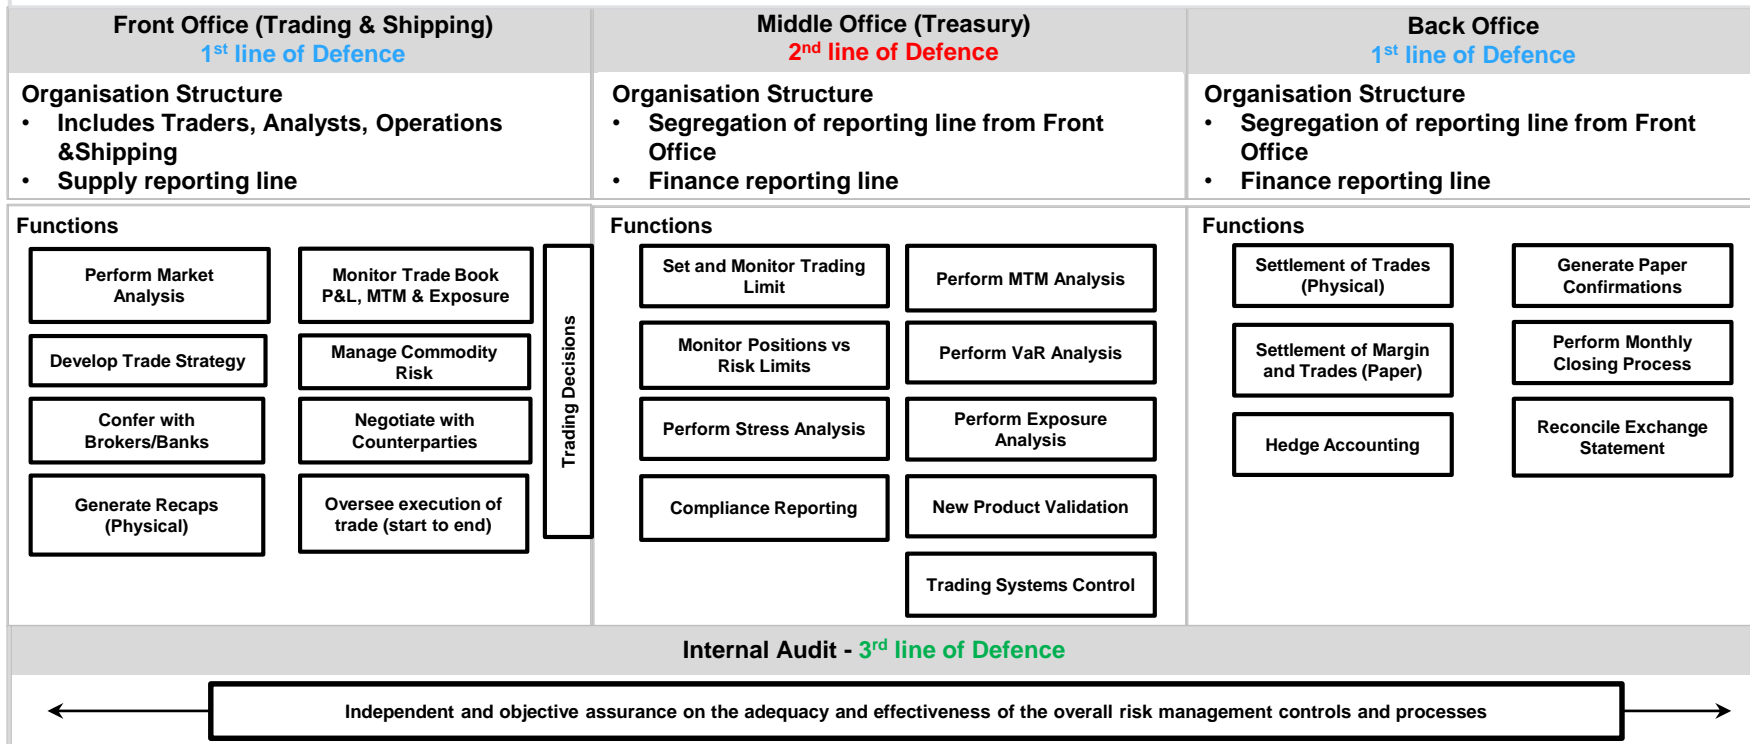 Front Office (Trading & Shipping)
1st line of Defence
Middle Office (Treasury)
2nd line of Defence
Back Office
1st line of Defence
Organisation Structure
• Includes Traders, Analysts, Operations
&Shipping
• Supply reporting line
Organisation Structure
• Segregation of reporting line from Front
Office
• Finance reporting line
Organisation Structure
• Segregation of reporting line from Front
Office
• Finance reporting line
Functions
Perform Market
Analysis
Monitor Trade Book
P&L, MTM & Exposure
Develop Trade Strategy
Manage Commodity
Risk
Confer with
Brokers/Banks
Negotiate with
Counterparties
Generate Recaps
(Physical)
Oversee execution of
trade (start to end)
Trading Decisions
Functions
Set and Monitor Trading
Limit
Perform MTM Analysis
Monitor Positions vs
Risk Limits
Perform VaR Analysis
Perform Stress Analysis
Perform Exposure
Analysis
Compliance Reporting
New Product Validation
Trading Systems Control
Functions
Settlement of Trades
(Physical)
Generate Paper
Confirmations
Settlement of Margin
and Trades (Paper)
Perform Monthly
Closing Process
Hedge Accounting
Reconcile Exchange
Statement
Internal Audit - 3rd line of Defence
Independent and objective assurance on the adequacy and effectiveness of the overall risk management controls and processes